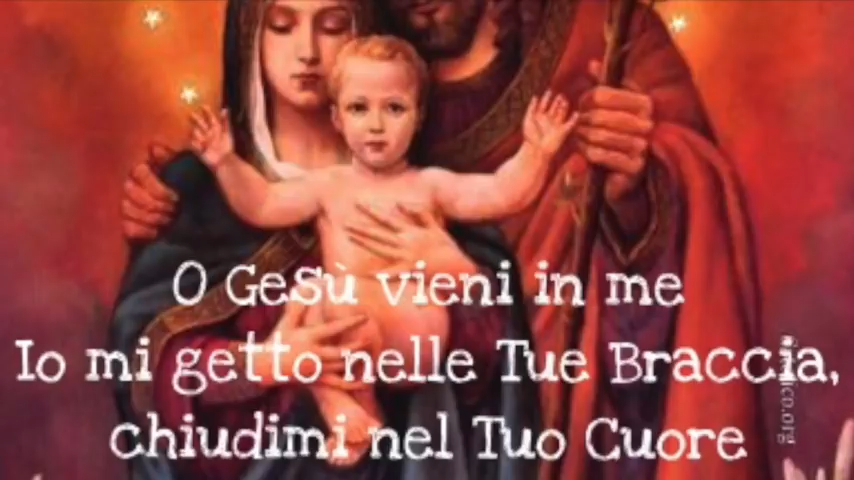 O Gesù vieni in me
Io mi getto nelle Tue Braccia,
chiudimi nel Tuo Cuore